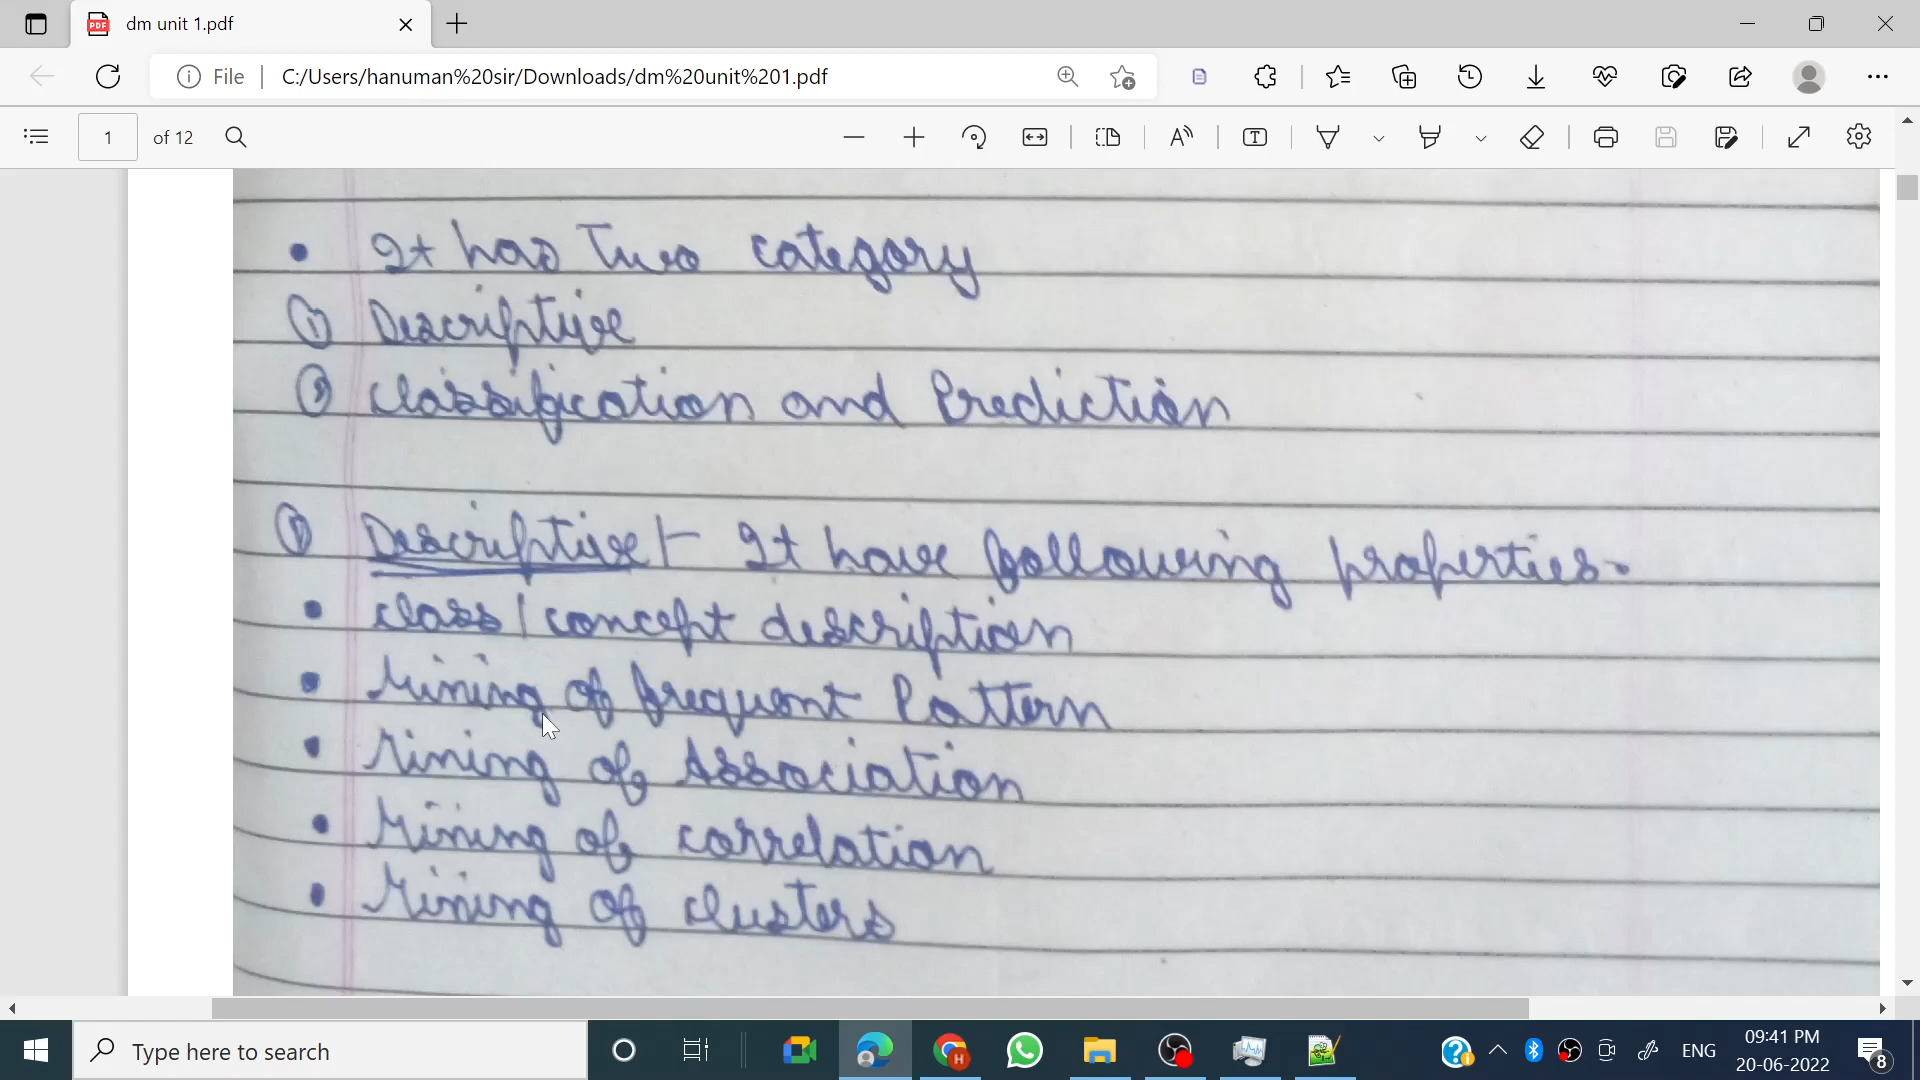 dm unit 1.pdf
File C:/Users/hanuman%20sir/Downloads/dm%20unit%201.pdf
1 of 12
• It has Two category
① Descriptive
② Classification and Prediction
① Descriptive :- It have following properties.
• class / concept description
• Mining of frequent Pattern
• Mining of Association
• Mining of correlation
• Mining of clusters
Type here to search
ENG
09:41 PM
20-06-2022
8